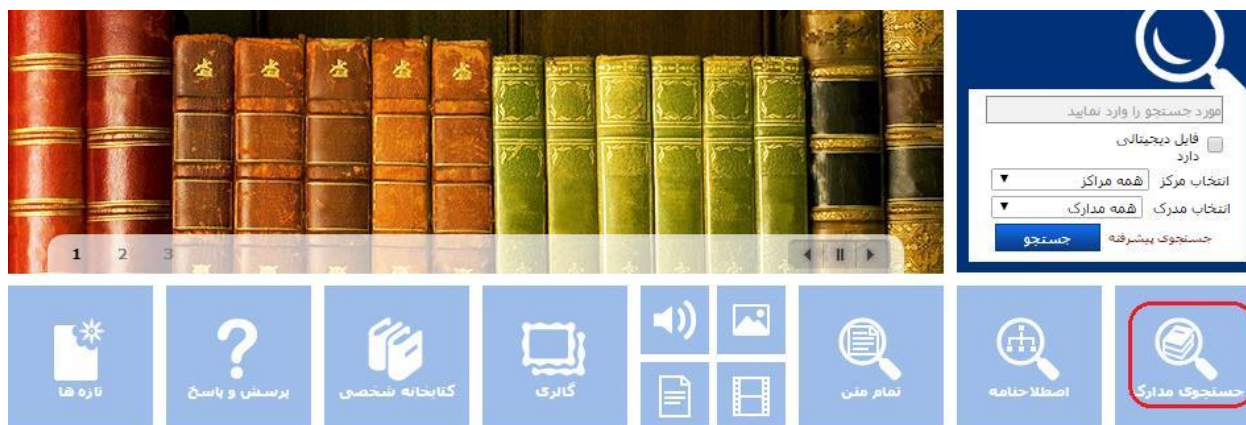 مورد جستجو را وارد نمایید
فایل دیجیتالی
دارد
انتخاب مرکز همه مراکز
انتخاب مدرک همه مدارک
جستجوی پیشرفته جستجو
1 2 3
جستجوی مدارک
اصطلاحنامه
تمام متن
گالری
کتابخانه شخصی
پرسش و پاسخ
تازه ها